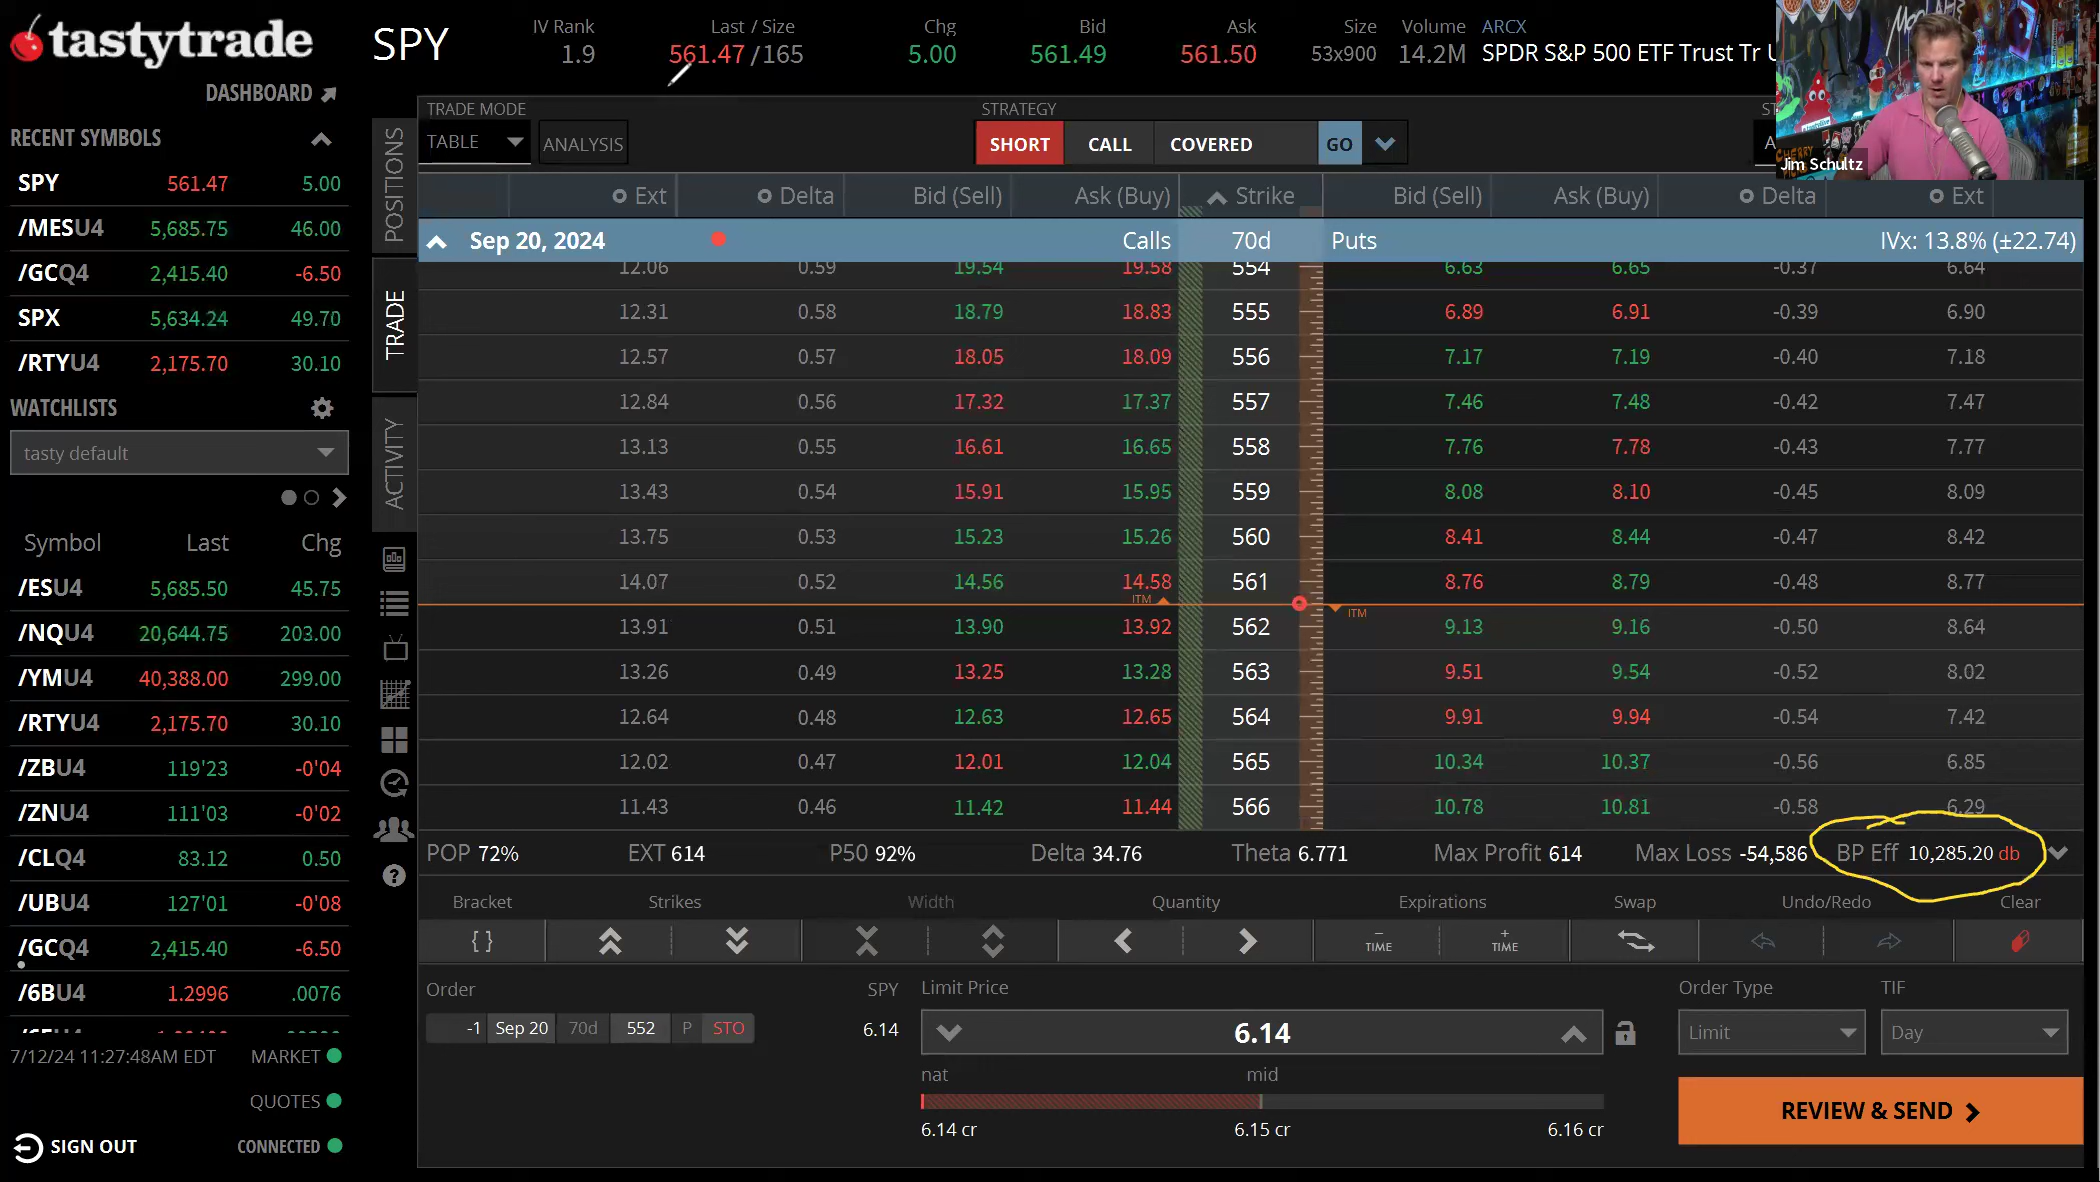 tastytrade
DASHBOARD
RECENT SYMBOLS
SPY 561.47 5.00
/MESU4 5,685.75 46.00
/GCQ4 2,415.40 -6.50
SPX 5,634.24 49.70
/RTYU4 2,175.70 30.10
WATCHLISTS
tasty default
Symbol Last Chg
/ESU4 5,685.50 45.75
/NQU4 20,644.75 203.00
/YMU4 40,388.00 299.00
/RTYU4 2,175.70 30.10
/ZBU4 119'23 -0'04
/ZNU4 111'03 -0'02
/CLQ4 83.12 0.50
/UBU4 127'01 -0'08
/GCQ4 2,415.40 -6.50
/6BU4 1.2996 .0076
7/12/24 11:27:48AM EDT MARKET
QUOTES
SIGN OUT CONNECTED
POSITIONS
TRADE
ACTIVITY
SPY
IV Rank Last / Size Chg Bid Ask Size Volume ARCX
1.9 561.47 /165 5.00 561.49 561.50 53x900 14.2M SPDR S&P 500 ETF Trust Tr U
Jim Schultz
TRADE MODE STRATEGY
TABLE ANALYSIS SHORT CALL COVERED GO
Ext Delta Bid (Sell) Ask (Buy) Strike Bid (Sell) Ask (Buy) Delta Ext
Sep 20, 2024 Calls 70d Puts IVx: 13.8% (±22.74)
12.06 0.59 19.54 19.58 554 6.63 6.65 -0.37 6.64
12.31 0.58 18.79 18.83 555 6.89 6.91 -0.39 6.90
12.57 0.57 18.05 18.09 556 7.17 7.19 -0.40 7.18
12.84 0.56 17.32 17.37 557 7.46 7.48 -0.42 7.47
13.13 0.55 16.61 16.65 558 7.76 7.78 -0.43 7.77
13.43 0.54 15.91 15.95 559 8.08 8.10 -0.45 8.09
13.75 0.53 15.23 15.26 560 8.41 8.44 -0.47 8.42
14.07 0.52 14.56 14.58 561 8.76 8.79 -0.48 8.77
ITM ITM
13.91 0.51 13.90 13.92 562 9.13 9.16 -0.50 8.64
13.26 0.49 13.25 13.28 563 9.51 9.54 -0.52 8.02
12.64 0.48 12.63 12.65 564 9.91 9.94 -0.54 7.42
12.02 0.47 12.01 12.04 565 10.34 10.37 -0.56 6.85
11.43 0.46 11.42 11.44 566 10.78 10.81 -0.58 6.29
POP 72% EXT 614 P50 92% Delta 34.76 Theta 6.771 Max Profit 614 Max Loss -54,586 BP Eff 10,285.20 db
Bracket Strikes Width Quantity Expirations Swap Undo/Redo Clear
{ } - TIME + TIME
Order SPY Limit Price Order Type TIF
-1 Sep 20 70d 552 P STO 6.14 6.14 Limit Day
nat mid
6.14 cr 6.15 cr 6.16 cr
REVIEW & SEND